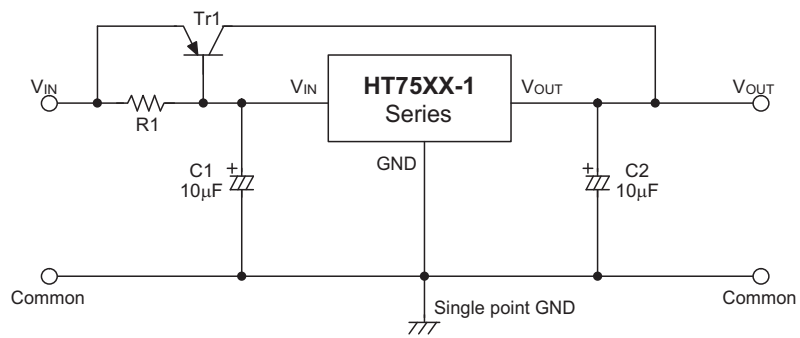 Tr1
VIN
R1
VIN
HT75XX-1
Series
VOUT
VOUT
GND
C1
10μF
+
C2
10μF
+
Common
Single point GND
Common